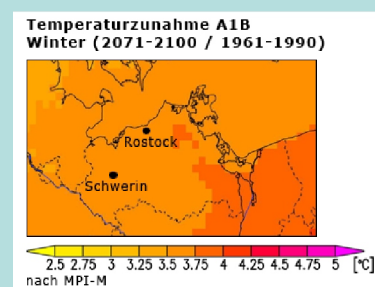 Temperaturzunahme A1B
Winter (2071-2100 / 1961-1990)
Rostock
Schwerin
2.5 2.75 3 3.25 3.5 3.75 4 4.25 4.5 4.75 5 [°C]
nach MPI-M